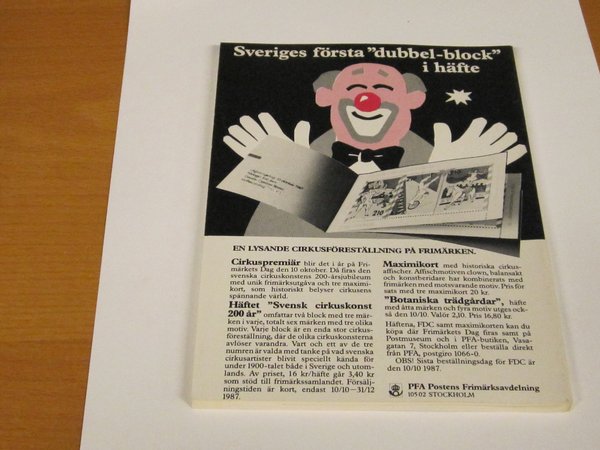 Sveriges första "dubbel-block"
i häfte
210
EN LYSANDE CIRKUSFÖRESTÄLLNING PÅ FRIMÄRKEN.
Cirkuspremiär blir det i år på Fri-
märkets Dag den 10 oktober. Då firas den
svenska cirkuskonstens 200-årsjubileum
med unik frimärksutgåva och tre maximi-
kort, som historiskt belyser cirkusens
spännande värld.
Häftet "Svensk cirkuskonst
200 år" omfattar två block med tre mär-
ken i varje, totalt sex märken med tre olika
motiv. Varje block är en enda stor cirkus-
föreställning, där de olika cirkuskonsterna
avlöser varandra. Vart och ett av de tre
numren är valda med tanke på vad svenska
cirkusartister blivit speciellt kända för
under 1900-talet både i Sverige och utom-
lands. Av priset, 16 kr/häfte går 3,40 kr
som stöd till frimärkssamlandet. Försälj-
ningstiden är kort, endast 10/10–31/12
1987.
Maximikort med historiska cirkus-
affischer. Affischmotiven clown, balansakt
och konstberidare har kombinerats med
frimärken med motsvarande motiv. Pris för
sats med tre maximikort 20 kr.
"Botaniska trädgårdar", häfte
med åtta märken och fyra motiv utges ock-
så den 10/10. Valör 2,10. Pris 16,80 kr.
Häftena, FDC samt maximikorten kan du
köpa där Frimärkets Dag firas samt på
Postmuseum och i PFA-butiken, Vasa-
gatan 7, Stockholm eller beställa direkt
från PFA, postgiro 1066-0.
OBS! Sista beställningsdag för FDC är
den 10/10 1987.
PFA Postens Frimärksavdelning
105 02 STOCKHOLM